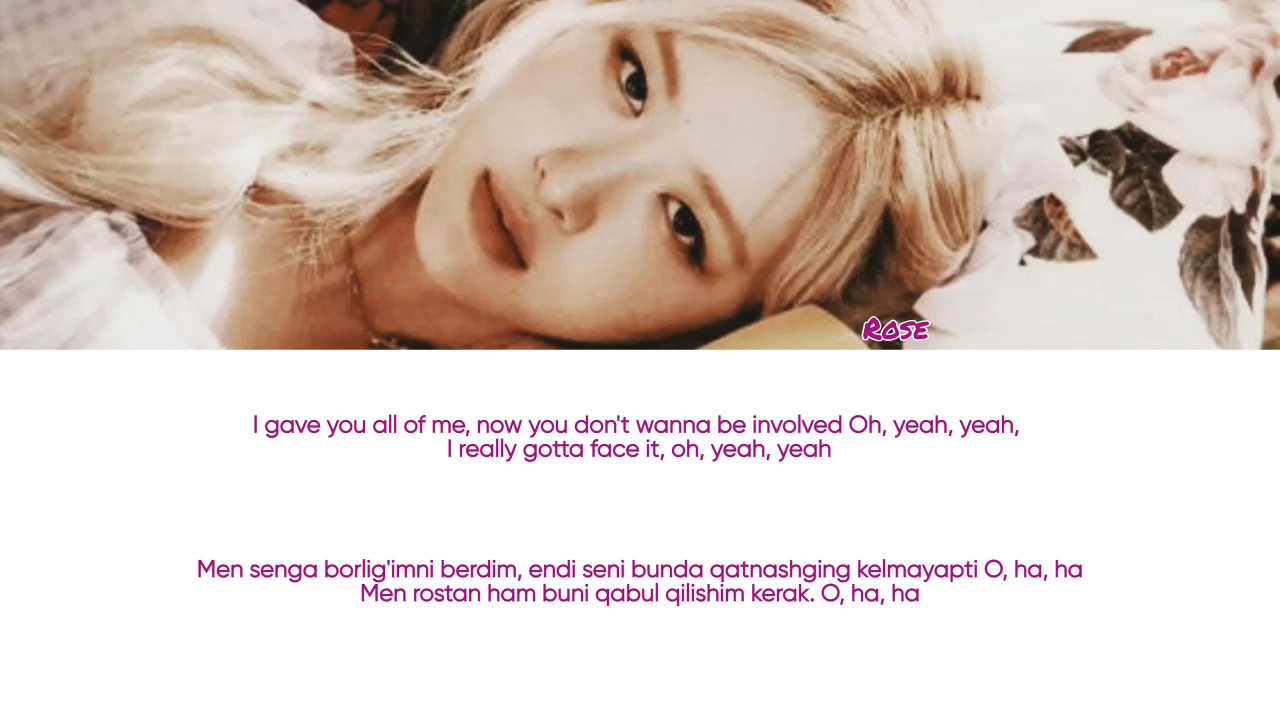 Rose
I gave you all of me, now you don't wanna be involved Oh, yeah, yeah,
I really gotta face it, oh, yeah, yeah
Men senga borlig'imni berdim, endi seni bunda qatnashging kelmayapti O, ha, ha
Men rostan ham buni qabul qilishim kerak. O, ha, ha